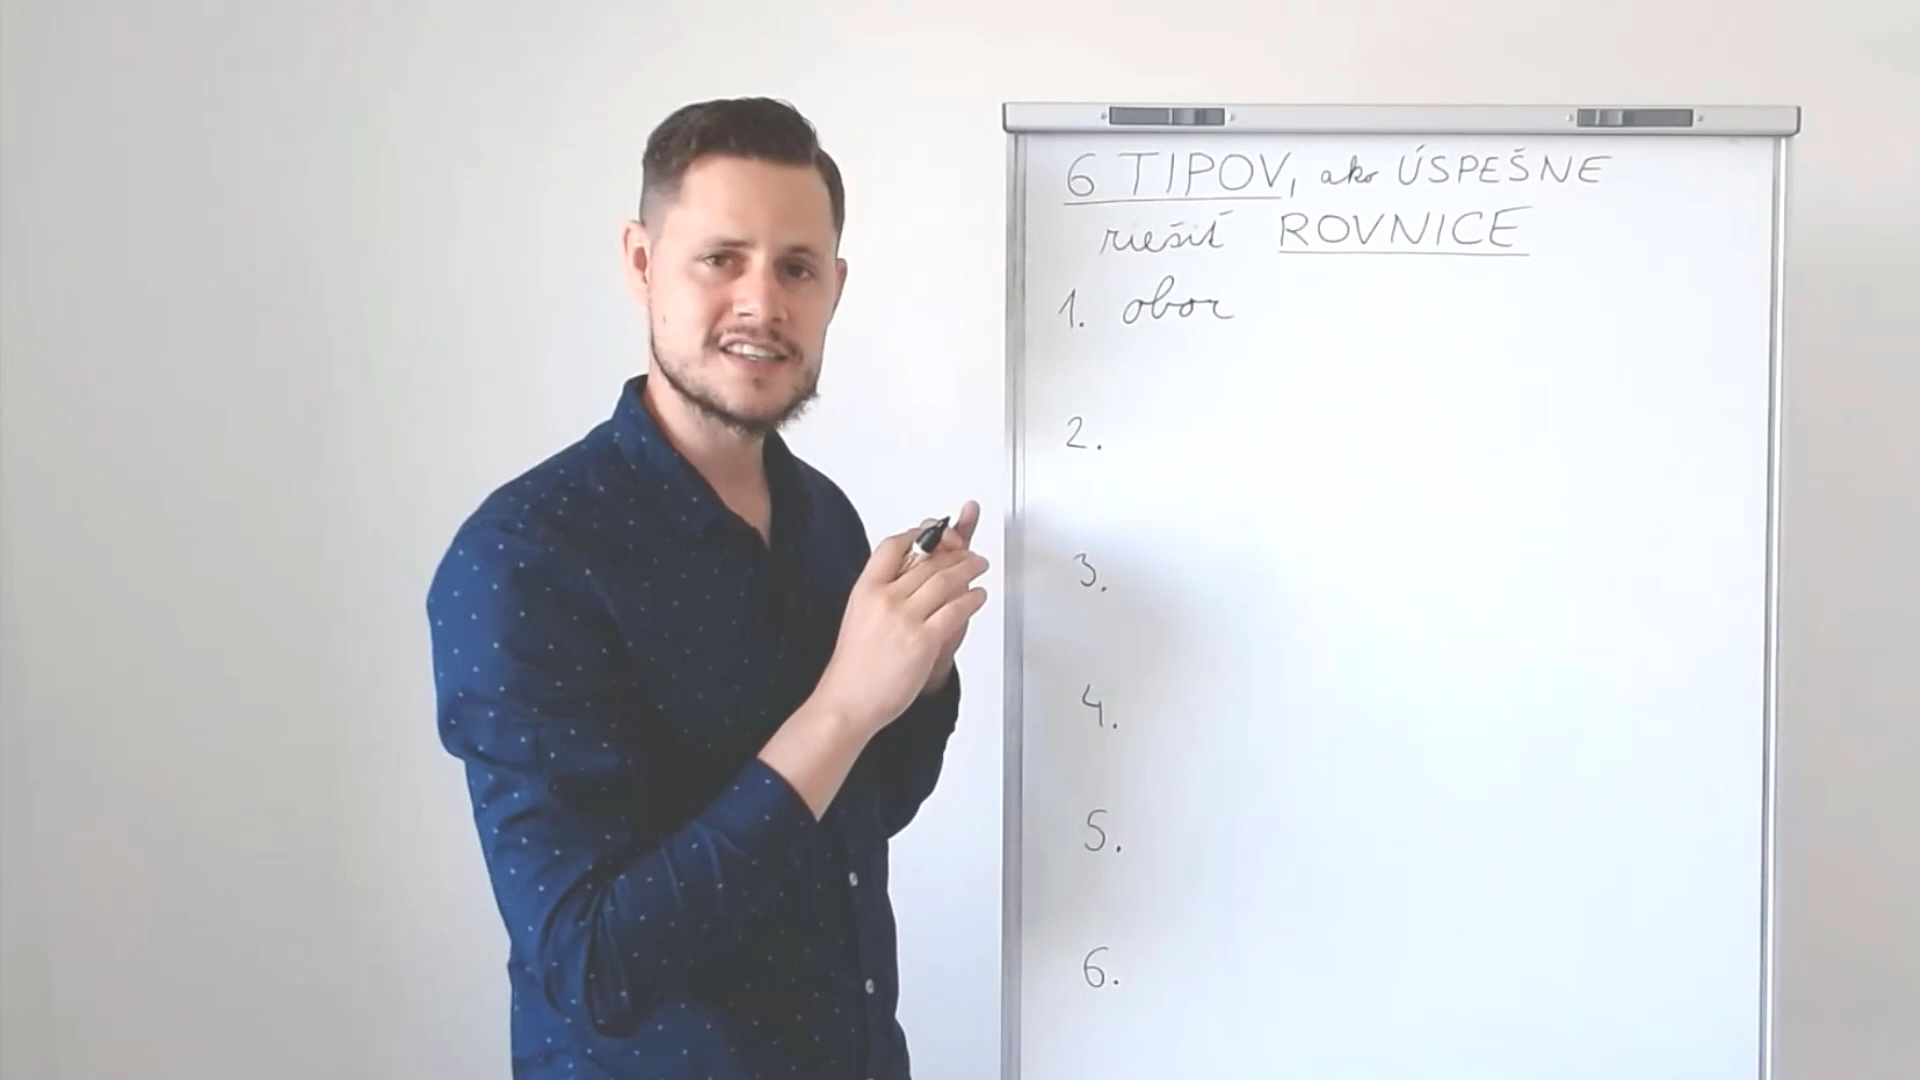 6 TIPOV, ako ÚSPEŠNE
riešiť ROVNICE
1. obor
2.
3.
4.
5.
6.